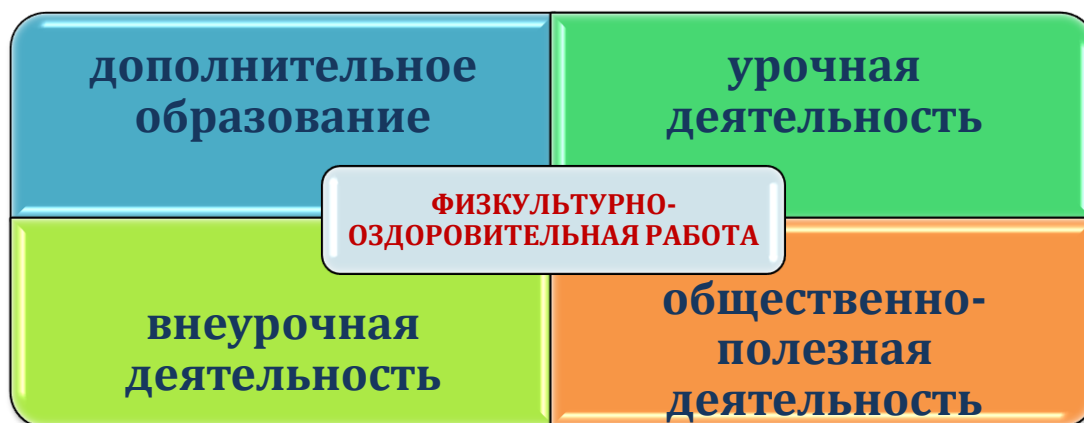 дополнительное
образование
урочная
деятельность
ФИЗКУЛЬТУРНО-
ОЗДОРОВИТЕЛЬНАЯ РАБОТА
внеурочная
деятельность
общественно-
полезная
деятельность